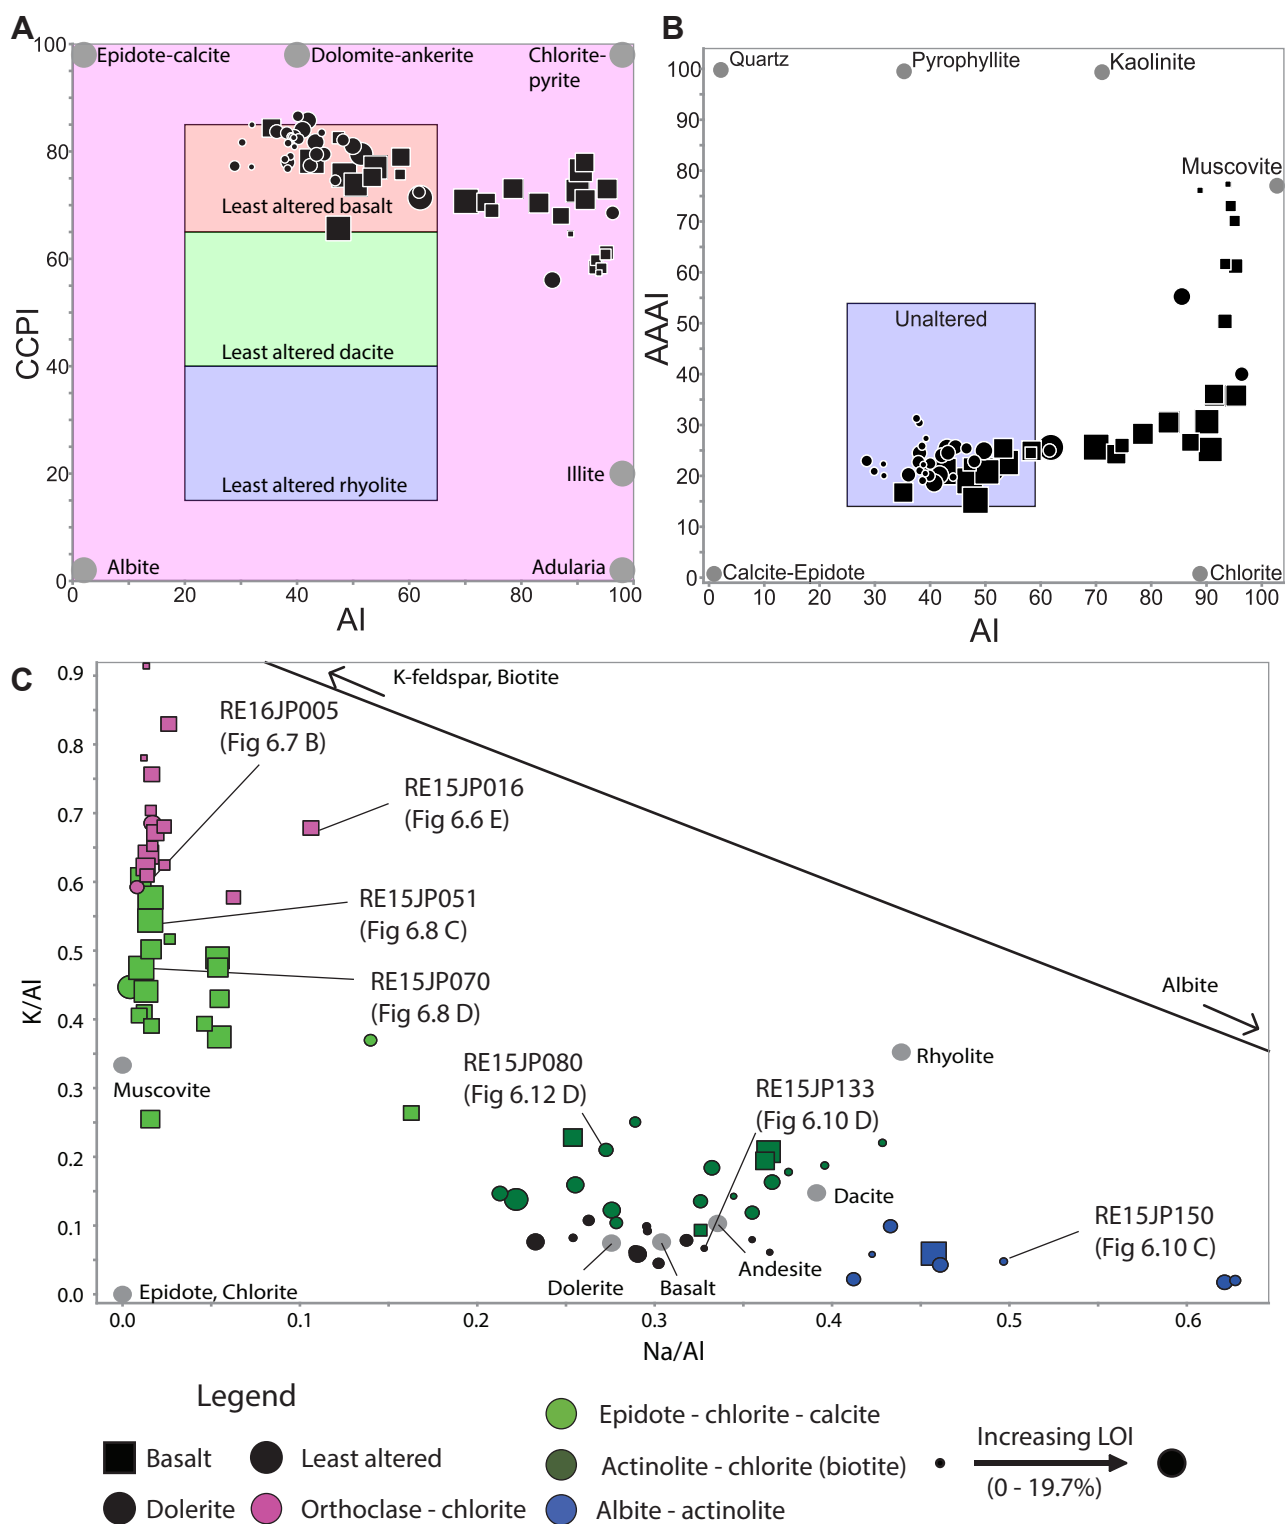 A
100
80
60
40
20
0
CCPI
Epidote-calcite
Dolomite-ankerite
Chlorite-
pyrite
Least altered basalt
Least altered dacite
Least altered rhyolite
Illite
Albite
Adularia
0
20
40
60
80
100
AI
B
100
90
80
70
60
50
40
30
20
10
0
AAAI
Quartz
Pyrophyllite
Kaolinite
Muscovite
Unaltered
Calcite-Epidote
Chlorite
0
10
20
30
40
50
60
70
80
90
100
AI
C
0.9
0.8
0.7
0.6
0.5
0.4
0.3
0.2
0.1
0.0
K/Al
K-feldspar, Biotite
RE16JP005
(Fig 6.7 B)
RE15JP016
(Fig 6.6 E)
RE15JP051
(Fig 6.8 C)
RE15JP070
(Fig 6.8 D)
Albite
RE15JP080
(Fig 6.12 D)
RE15JP133
(Fig 6.10 D)
Rhyolite
Muscovite
Dacite
RE15JP150
(Fig 6.10 C)
Andesite
Dolerite
Basalt
Epidote, Chlorite
0.0
0.1
0.2
0.3
0.4
0.5
0.6
Na/Al
Legend
Basalt
Least altered
Dolerite
Orthoclase - chlorite
Epidote - chlorite - calcite
Actinolite - chlorite (biotite)
Albite - actinolite
Increasing LOI
(0 - 19.7%)